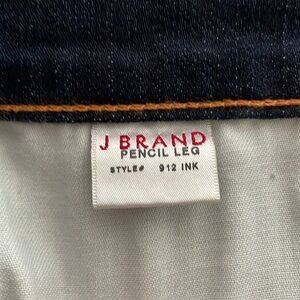 J BRAND
PENCIL LEG
STYLE# 912 INK